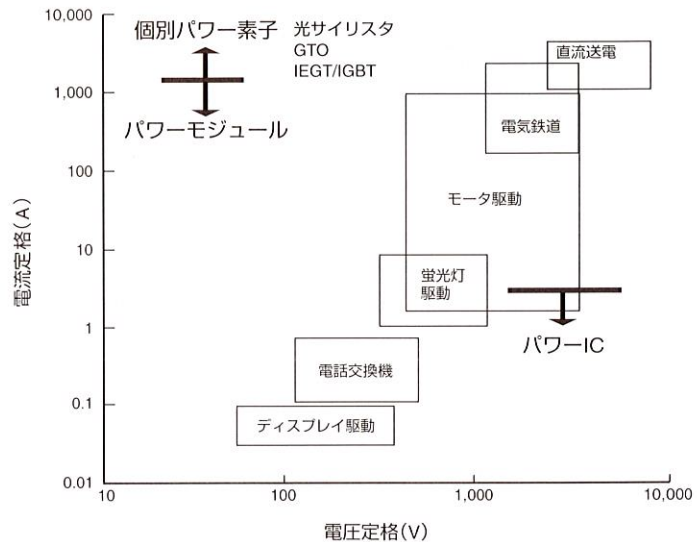 10,000
1,000
100
10
1
0.1
0.01
電流定格(A)
個別パワー素子
パワーモジュール
光サイリスタ
GTO
IEGT/IGBT
直流送電
電気鉄道
モータ駆動
蛍光灯
駆動
パワーIC
電話交換機
ディスプレイ駆動
10
100
1,000
10,000
電圧定格(V)